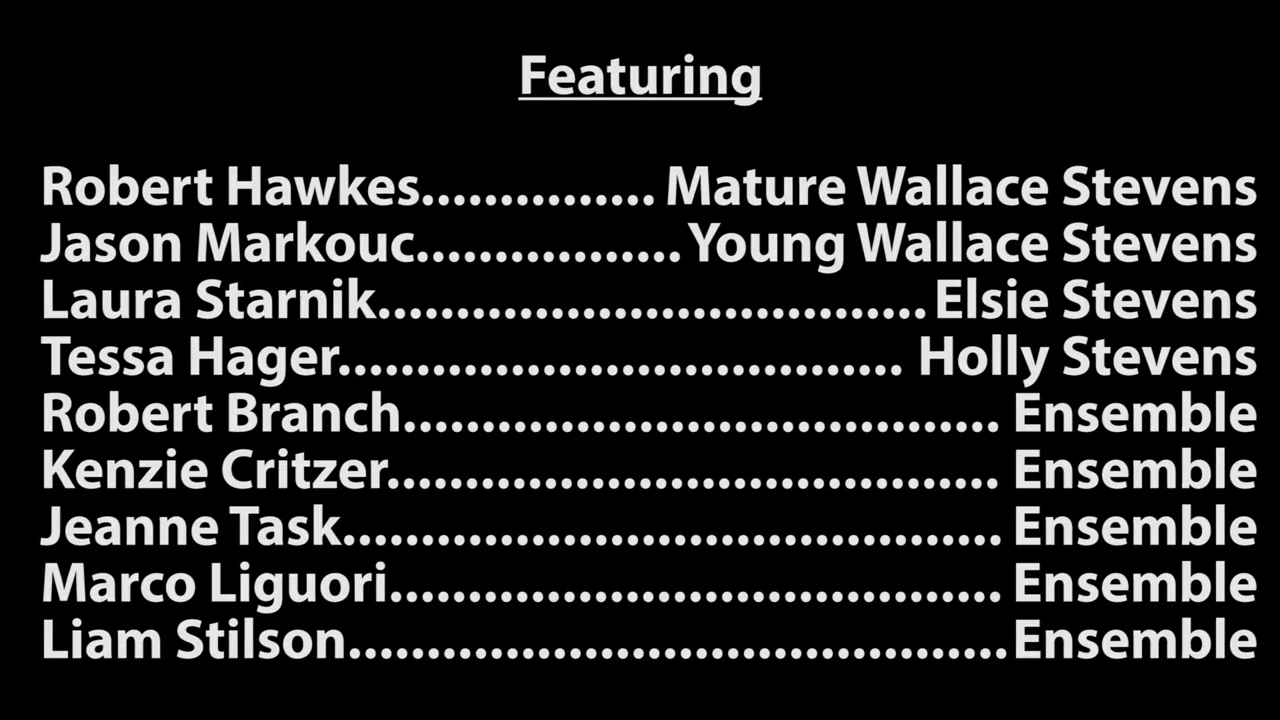 Featuring
Robert Hawkes............... Mature Wallace Stevens
Jason Markouc.................Young Wallace Stevens
Laura Starnik...................................Elsie Stevens
Tessa Hager.................................... Holly Stevens
Robert Branch...................................... Ensemble
Kenzie Critzer....................................... Ensemble
Jeanne Task.......................................... Ensemble
Marco Liguori....................................... Ensemble
Liam Stilson..........................................Ensemble